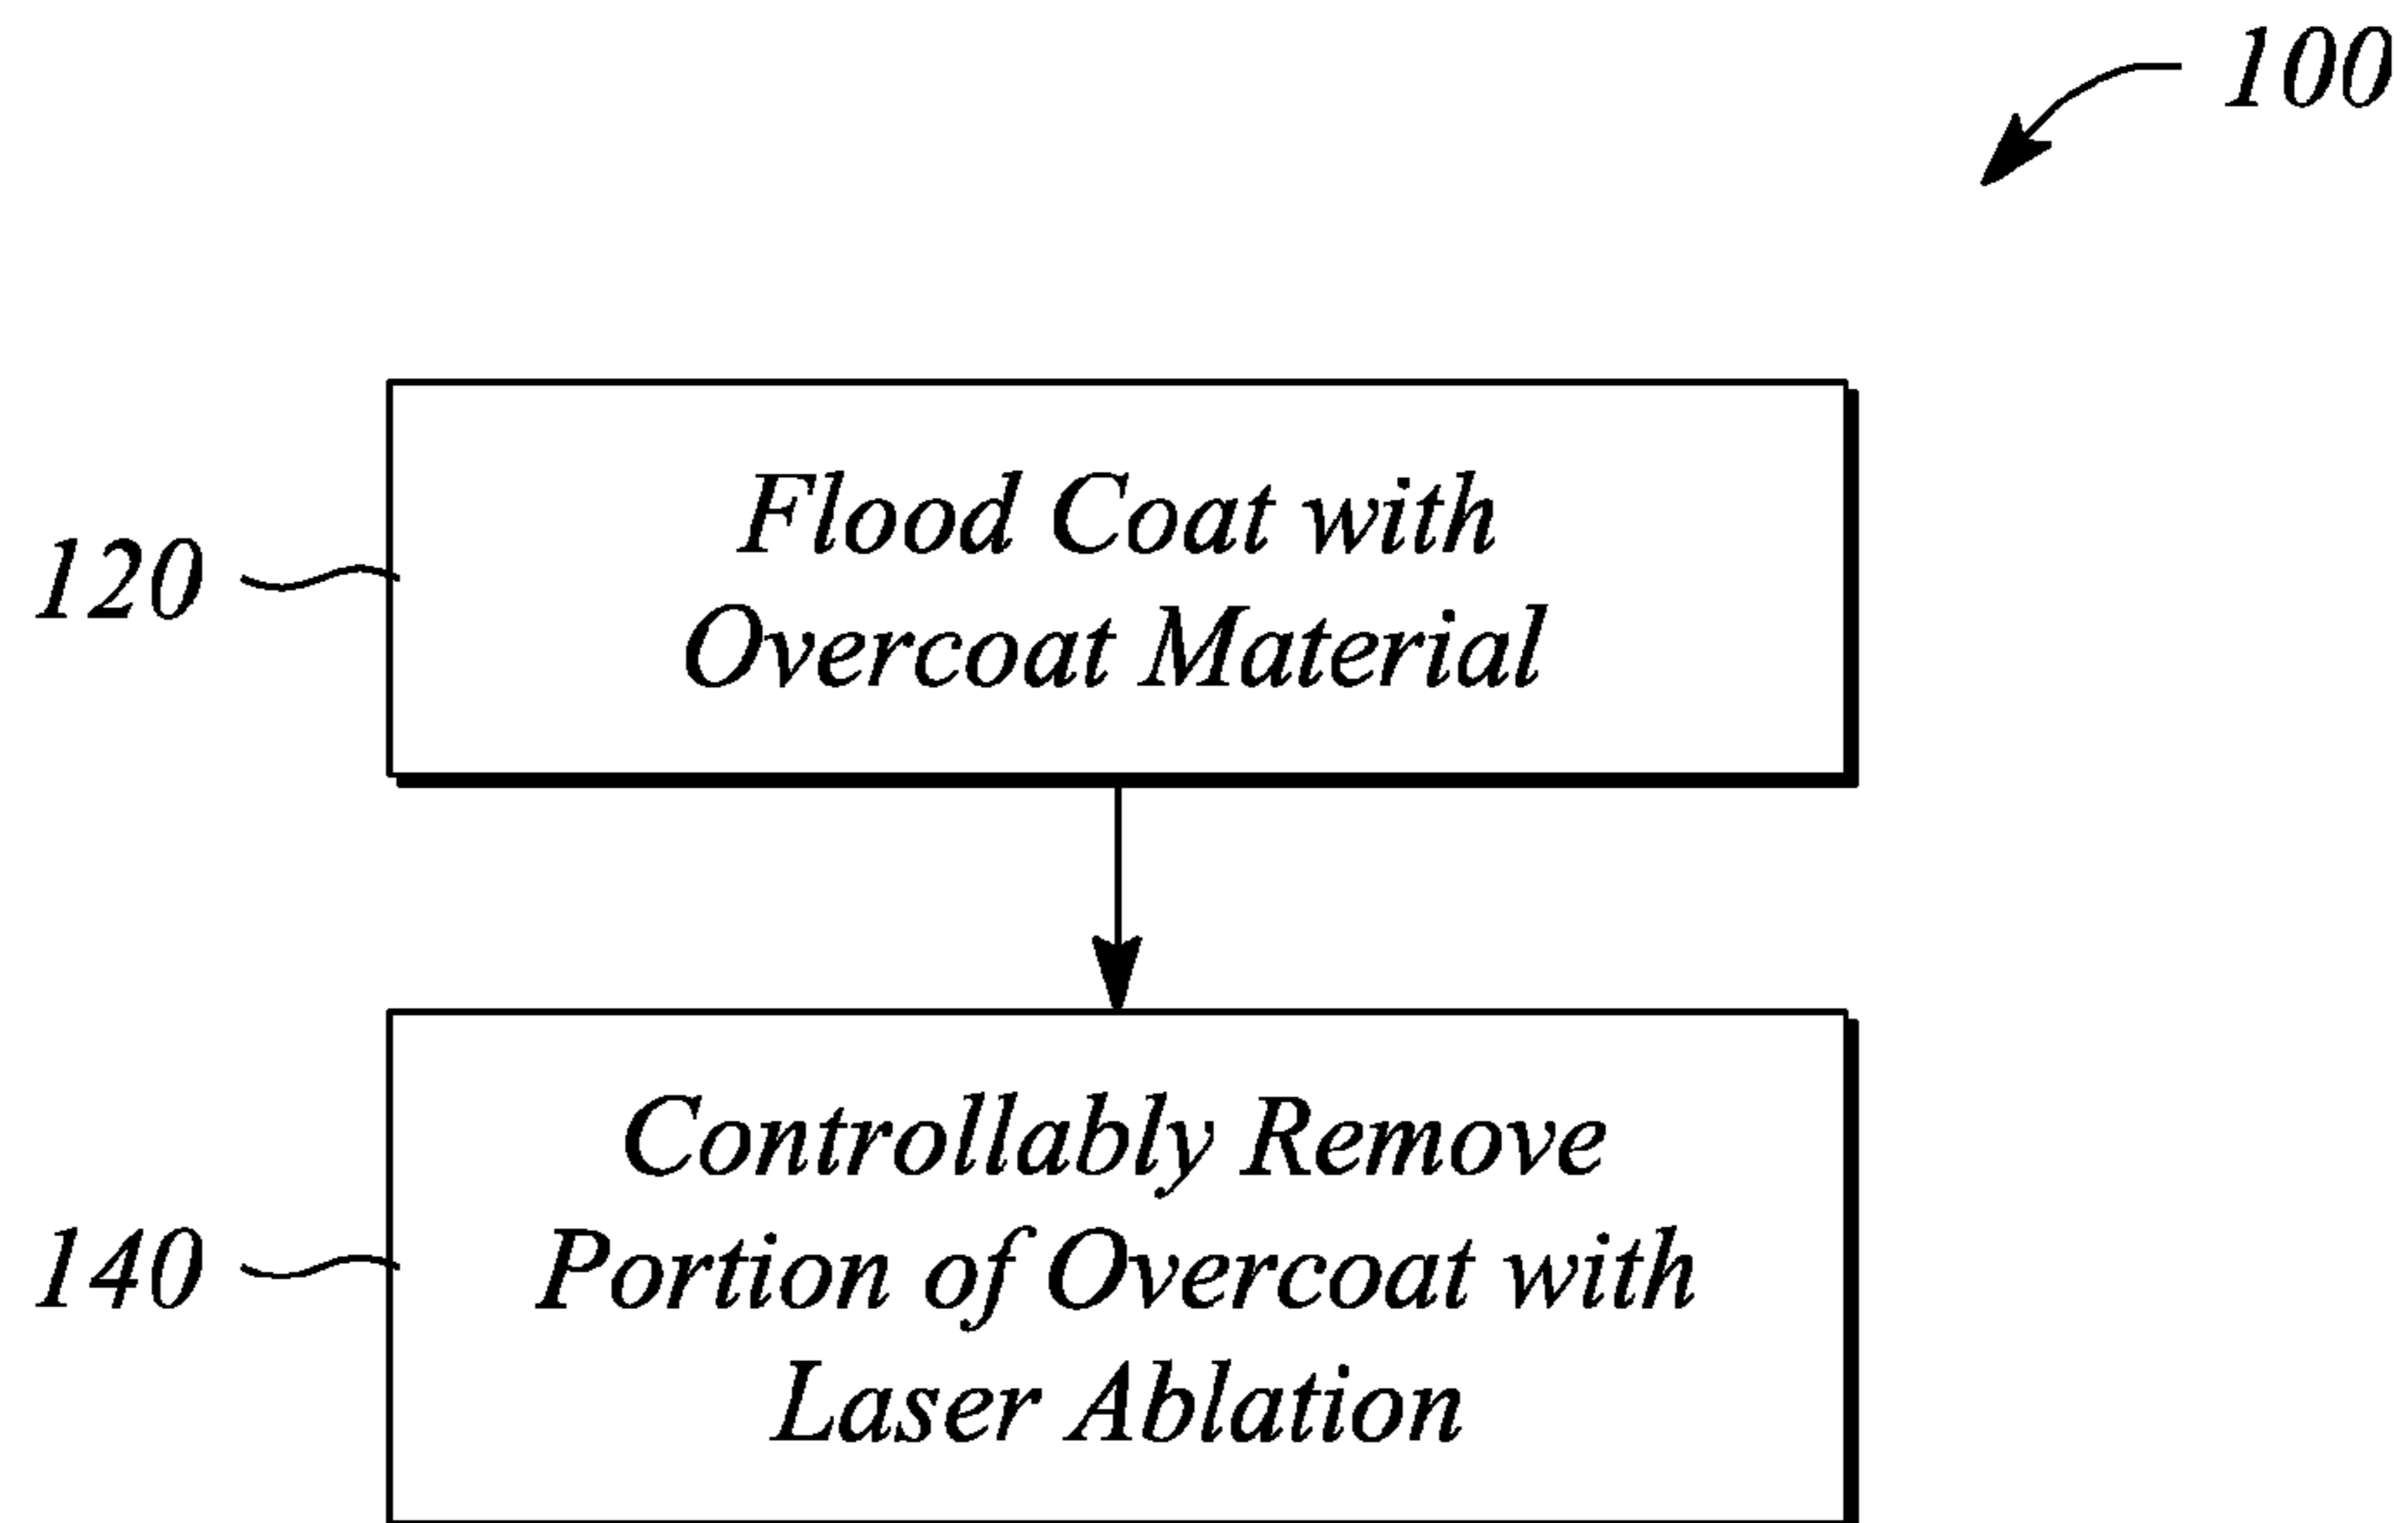 100
120
Flood Coat with
Overcoat Material
140
Controllably Remove
Portion of Overcoat with
Laser Ablation